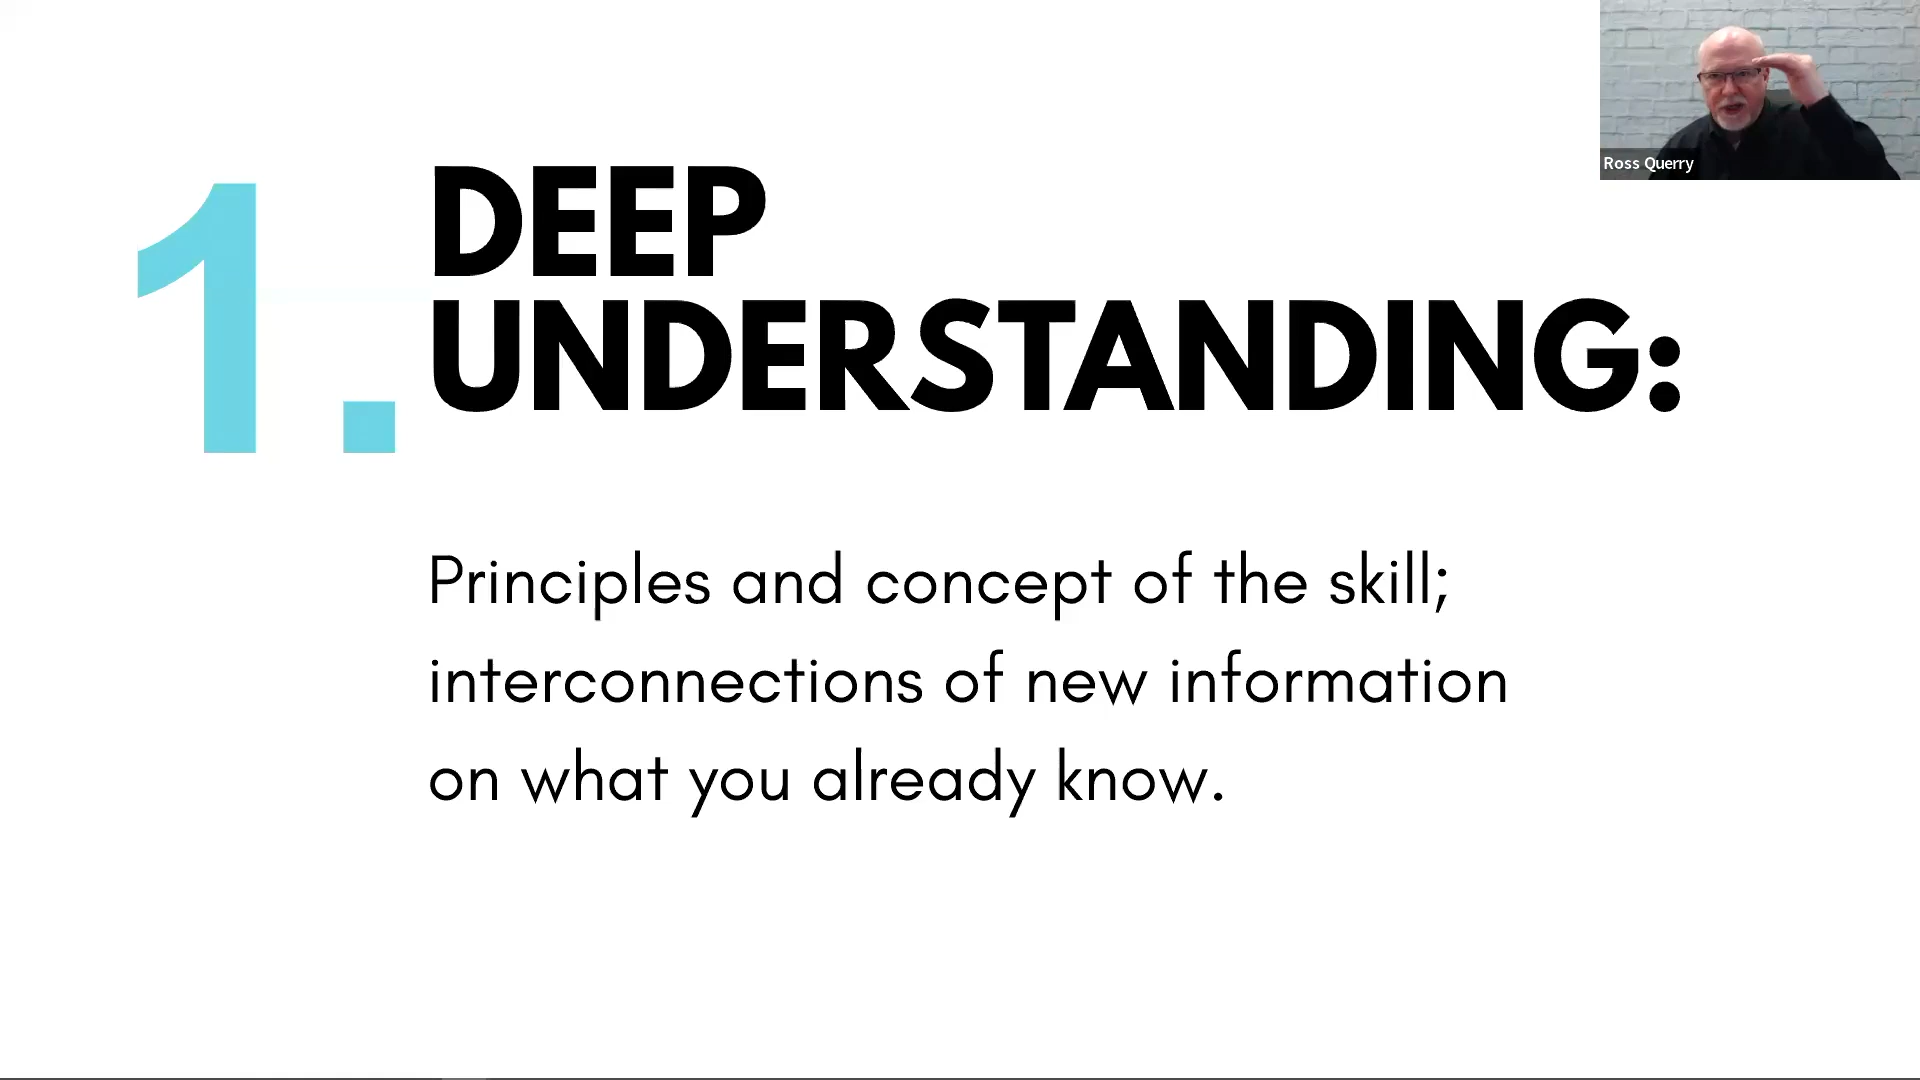 1. DEEP
UNDERSTANDING:
Principles and concept of the skill;
interconnections of new information
on what you already know.
Ross Querry